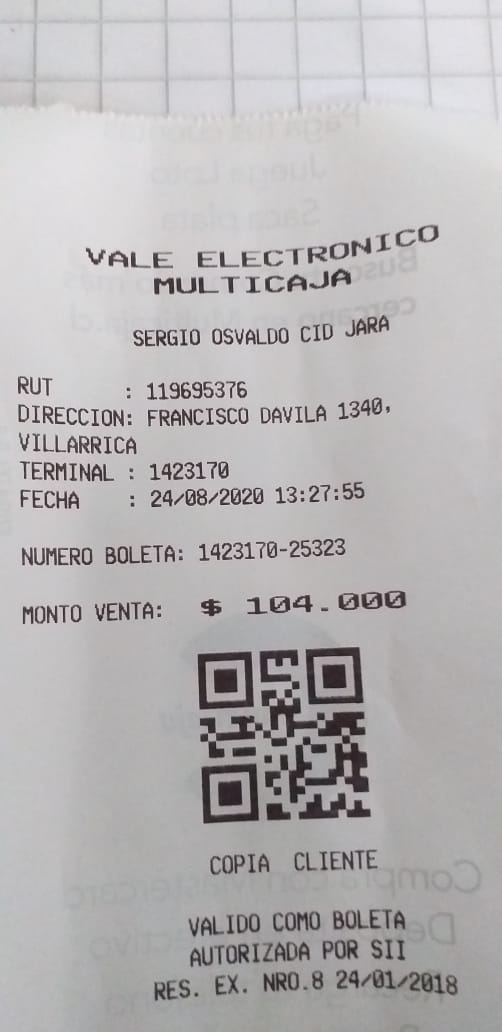 VALE ELECTRONICO
MULTICAJA
SERGIO OSVALDO CID JARA
RUT : 119695376
DIRECCION: FRANCISCO DAVILA 1340,
VILLARRICA
TERMINAL : 1423170
FECHA : 24/08/2020 13:27:55
NUMERO BOLETA: 1423170-25323
MONTO VENTA: $ 104.000
COPIA CLIENTE
VALIDO COMO BOLETA
AUTORIZADA POR SII
RES. EX. NRO.8 24/01/2018